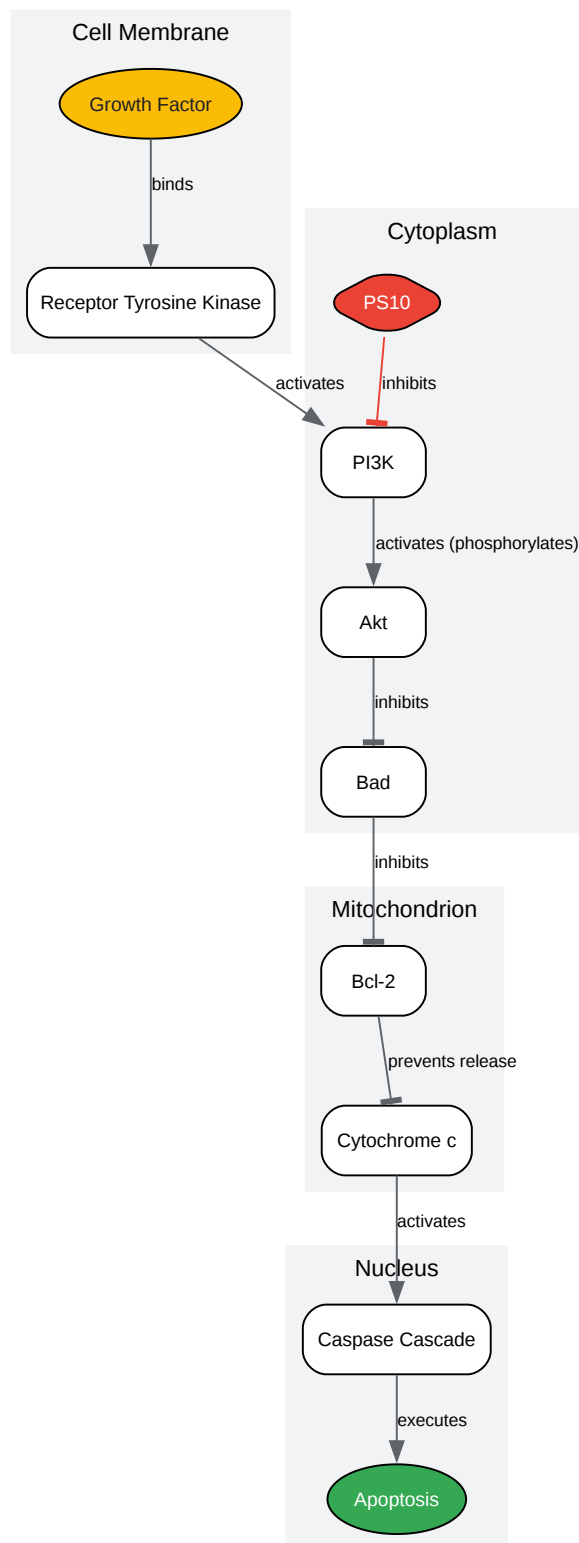 Cell Membrane
Growth Factor
binds
Receptor Tyrosine Kinase
activates
Cytoplasm
PS10
inhibits
PI3K
activates (phosphorylates)
Akt
inhibits
Bad
inhibits
Mitochondrion
Bcl-2
prevents release
Cytochrome c
activates
Nucleus
Caspase Cascade
executes
Apoptosis